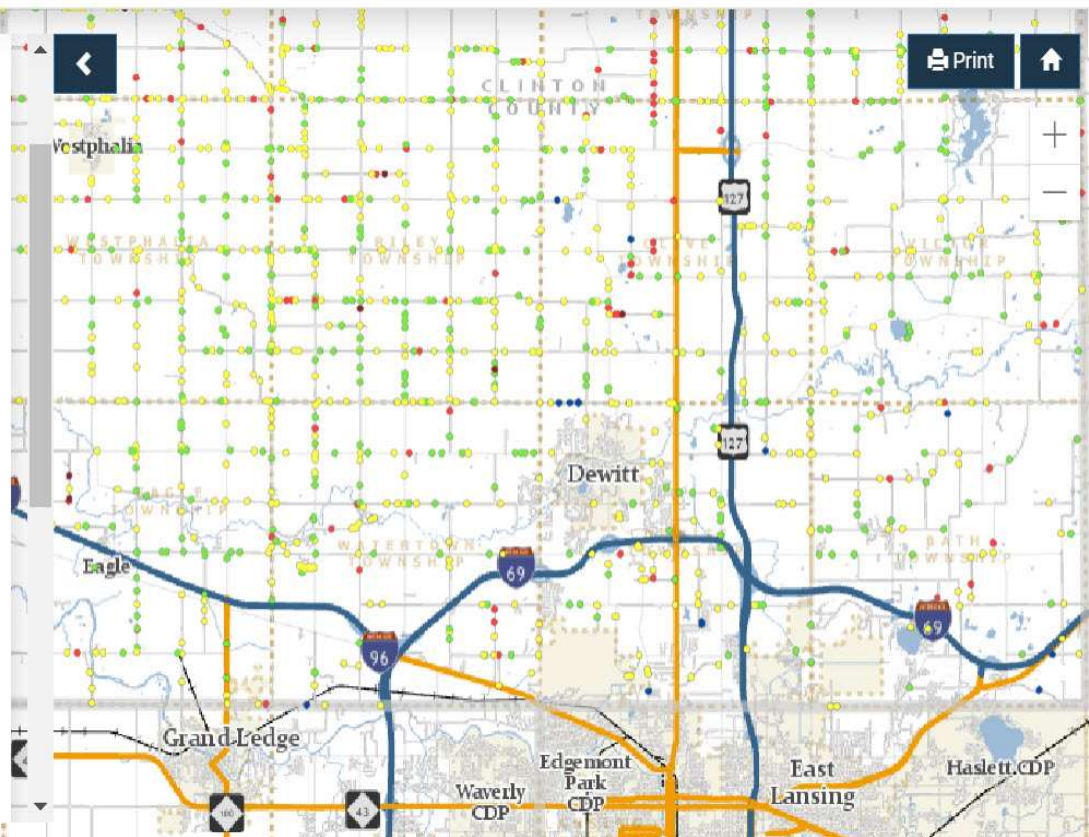 TOWNSHIP
Print
CLINTON
COUNTY
Westphalia
127
WESTPHALIA
TOWNSHIP
RILEY
TOWNSHIP
OLIVE
TOWNSHIP
VICTOR
TOWNSHIP
127
Dewitt
EAGLE
TOWNSHIP
WATERTOWN
TOWNSHIP
BATH
TOWNSHIP
Eagle
69
69
96
Grand Ledge
Edgemont
Park
CDP
East
Lansing
Haslett CDP
Waverly
CDP
100
43